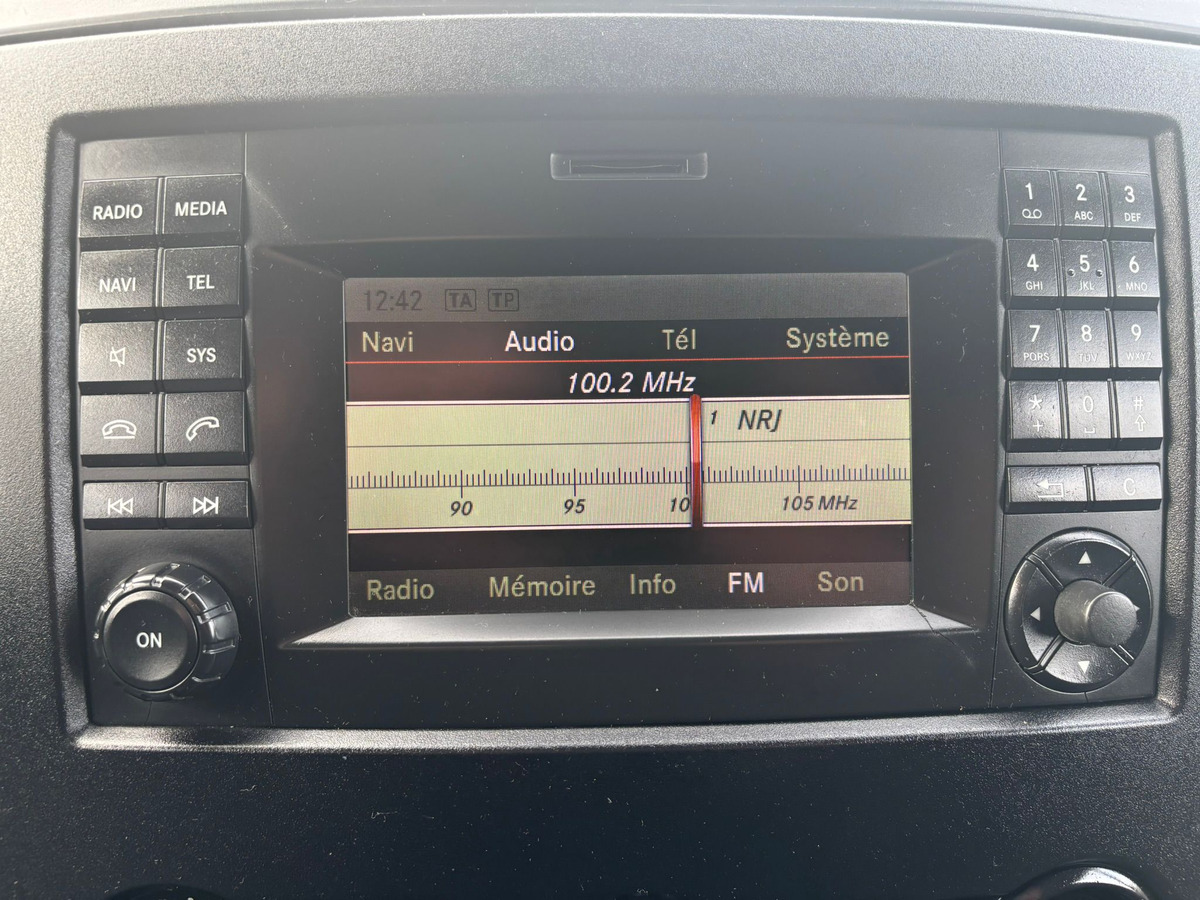 RADIO MEDIA
NAVI TEL
SYS
ON
12:42 TA TP
Navi Audio Tél Système
100.2 MHz
1 NRJ
90 95 10 105 MHz
Radio Mémoire Info FM Son
1 2 3
ABC DEF
4 5 6
GHI JKL MNO
7 8 9
PQRS TUV WXYZ
* 0 #
+
C